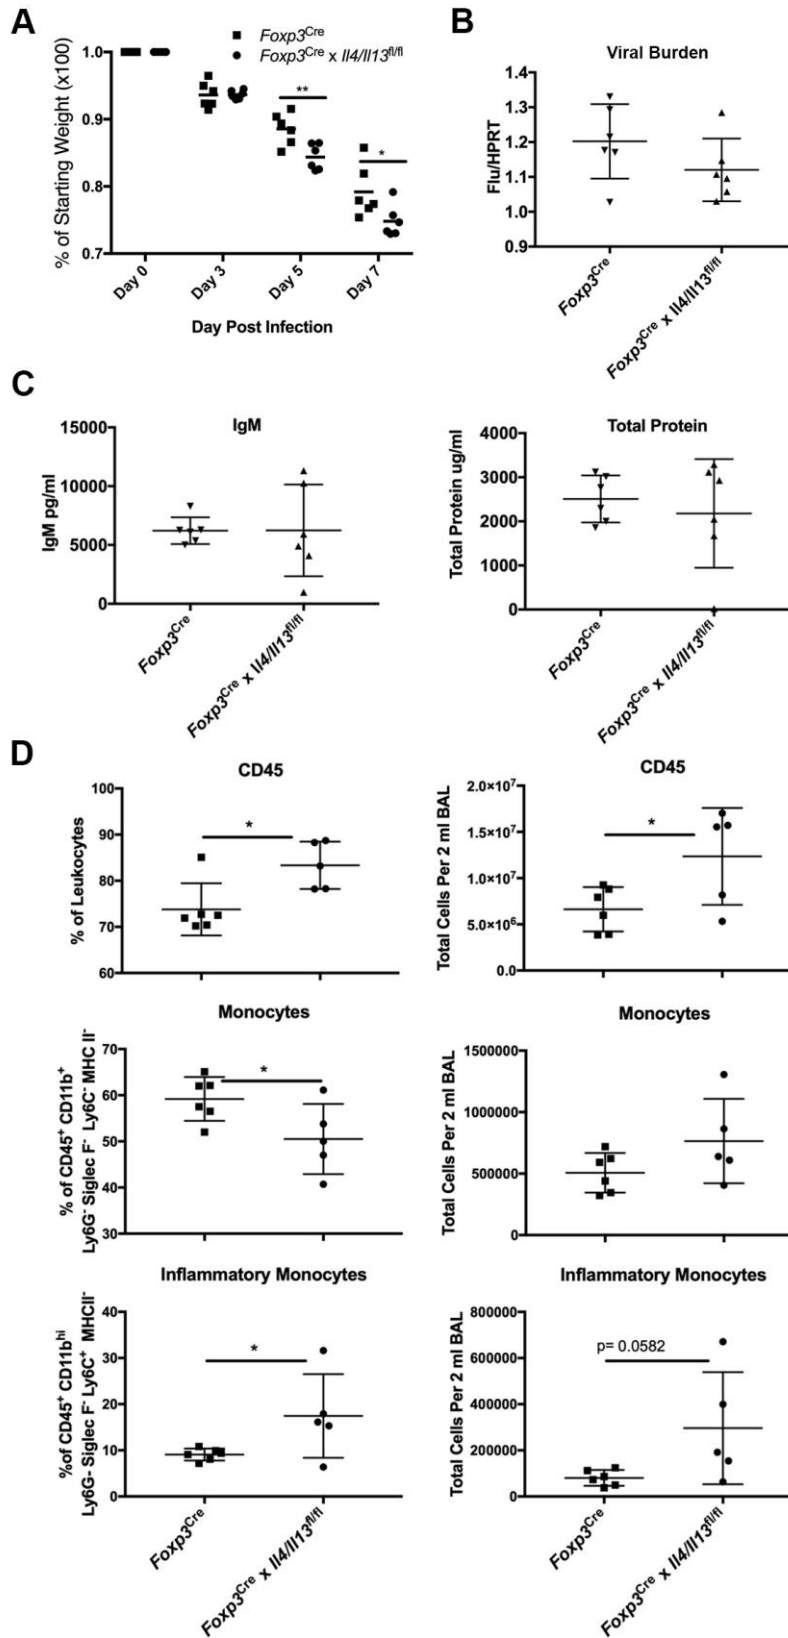 A
■ Foxp3ᶜʳᵉ
● Foxp3ᶜʳᵉ x Il4/Il13ᶠˡ/ᶠˡ
% of Starting Weight (x100)
1.0
0.9
0.8
0.7
**
*
Day 0
Day 3
Day 5
Day 7
Day Post Infection
B
Viral Burden
Flu/HPRT
1.4
1.3
1.2
1.1
1.0
0.9
Foxp3ᶜʳᵉ
Foxp3ᶜʳᵉ x Il4/Il13ᶠˡ/ᶠˡ
C
IgM
IgM pg/ml
15000
10000
5000
0
Foxp3ᶜʳᵉ
Foxp3ᶜʳᵉ x Il4/Il13ᶠˡ/ᶠˡ
Total Protein
Total Protein ug/ml
4000
3000
2000
1000
0
Foxp3ᶜʳᵉ
Foxp3ᶜʳᵉ x Il4/Il13ᶠˡ/ᶠˡ
D
CD45
% of Leukocytes
100
90
80
70
60
*
CD45
Total Cells Per 2 ml BAL
2.0×10⁷
1.5×10⁷
1.0×10⁷
5.0×10⁶
0.0
*
Monocytes
% of CD45⁺ CD11b⁺
Ly6G⁻ Siglec F⁻ Ly6C⁻ MHC II⁻
70
60
50
40
30
*
Monocytes
Total Cells Per 2 ml BAL
1500000
1000000
500000
0
Inflammatory Monocytes
%of CD45⁺ CD11bʰⁱ
Ly6G- Siglec F⁻ Ly6C⁺ MHCII⁻
40
30
20
10
0
*
Foxp3ᶜʳᵉ
Foxp3ᶜʳᵉ x Il4/Il13ᶠˡ/ᶠˡ
Inflammatory Monocytes
Total Cells Per 2 ml BAL
800000
600000
400000
200000
0
p= 0.0582
Foxp3ᶜʳᵉ
Foxp3ᶜʳᵉ x Il4/Il13ᶠˡ/ᶠˡ